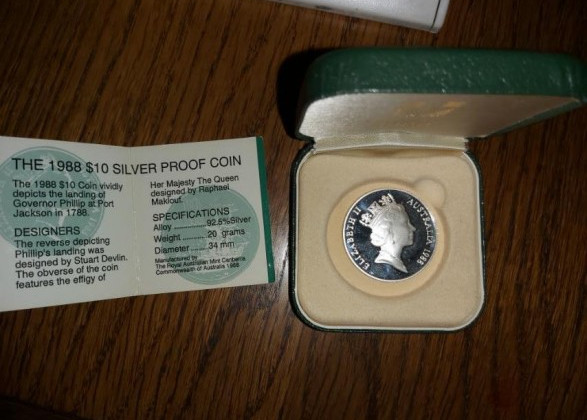 THE 1988 $10 SILVER PROOF COIN
The 1988 $10 Coin vividly
depicts the landing of
Governor Phillip at Port
Jackson in 1788.
DESIGNERS
The reverse depicting
Phillip's landing was
designed by Stuart Devlin.
The obverse of the coin
features the effigy of
Her Majesty The Queen
designed by Raphael
Maklouf.
SPECIFICATIONS
Alloy ..............92.5%Silver
Weight ..........20 grams
Diameter .......34 mm
Manufactured by
The Royal Australian Mint Canberra
Commonwealth of Australia 1988
ELIZABETH II
AUSTRALIA 1988